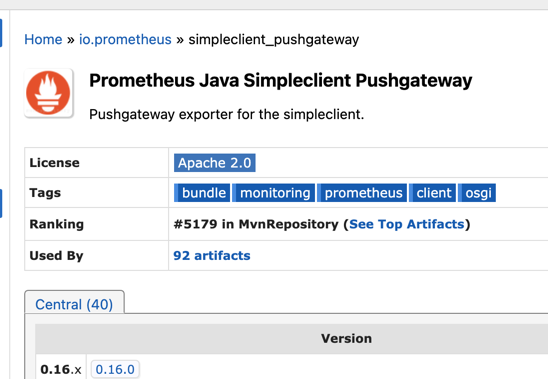 Home » io.prometheus » simpleclient_pushgateway
Prometheus Java Simpleclient Pushgateway
Pushgateway exporter for the simpleclient.
License Apache 2.0
Tags bundle monitoring prometheus client osgi
Ranking #5179 in MvnRepository (See Top Artifacts)
Used By 92 artifacts
Central (40)
Version
0.16.x 0.16.0